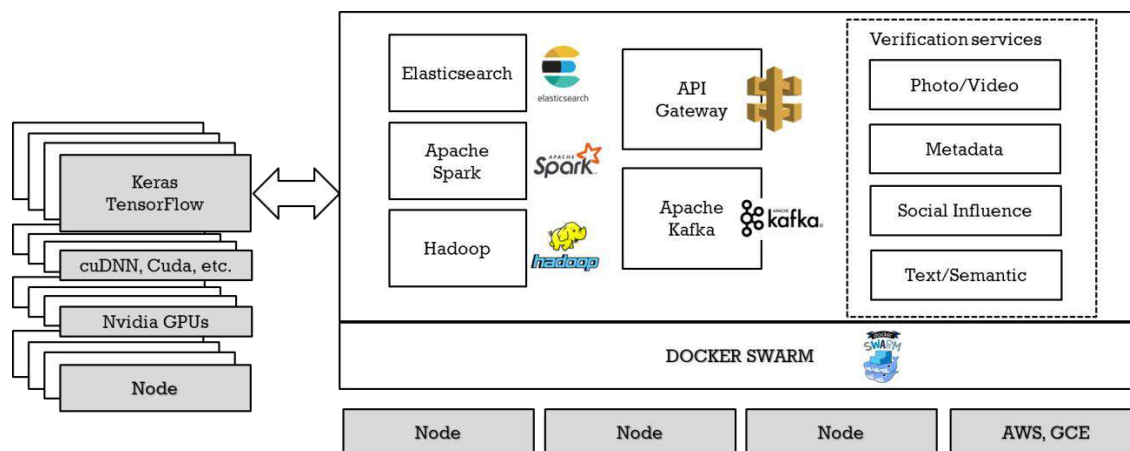 Keras
TensorFlow
cuDNN, Cuda, etc.
Nvidia GPUs
Node
Elasticsearch
elasticsearch
Apache
Spark
APACHE
Spark
Hadoop
hadoop
API
Gateway
Apache
Kafka
APACHE
kafka
Verification services
Photo/Video
Metadata
Social Influence
Text/Semantic
DOCKER SWARM
DOCKER
SWARM
Node
Node
Node
AWS, GCE